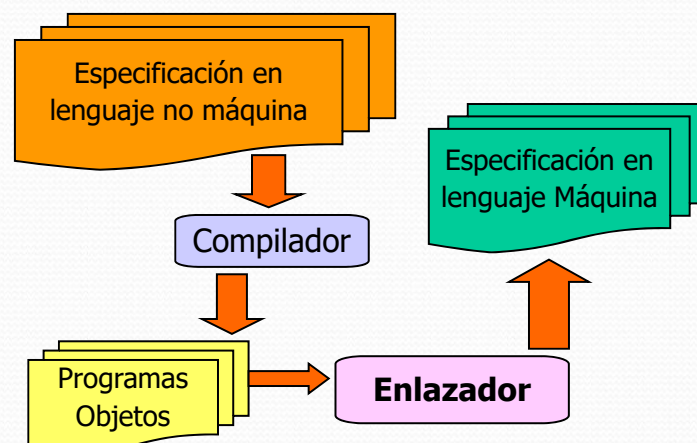 Especificación en
lenguaje no máquina
Compilador
Programas
Objetos
Enlazador
Especificación en
lenguaje Máquina